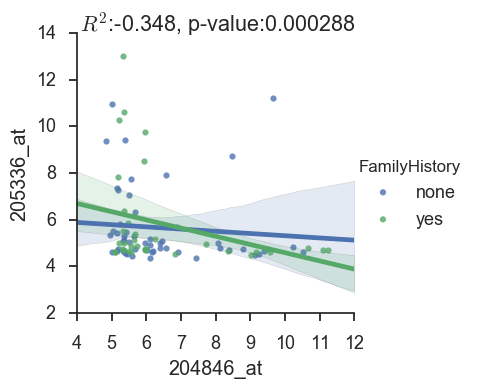 R²:-0.348, p-value:0.000288
14
12
10
8
6
4
2
205336_at
4 5 6 7 8 9 10 11 12
204846_at
FamilyHistory
none
yes